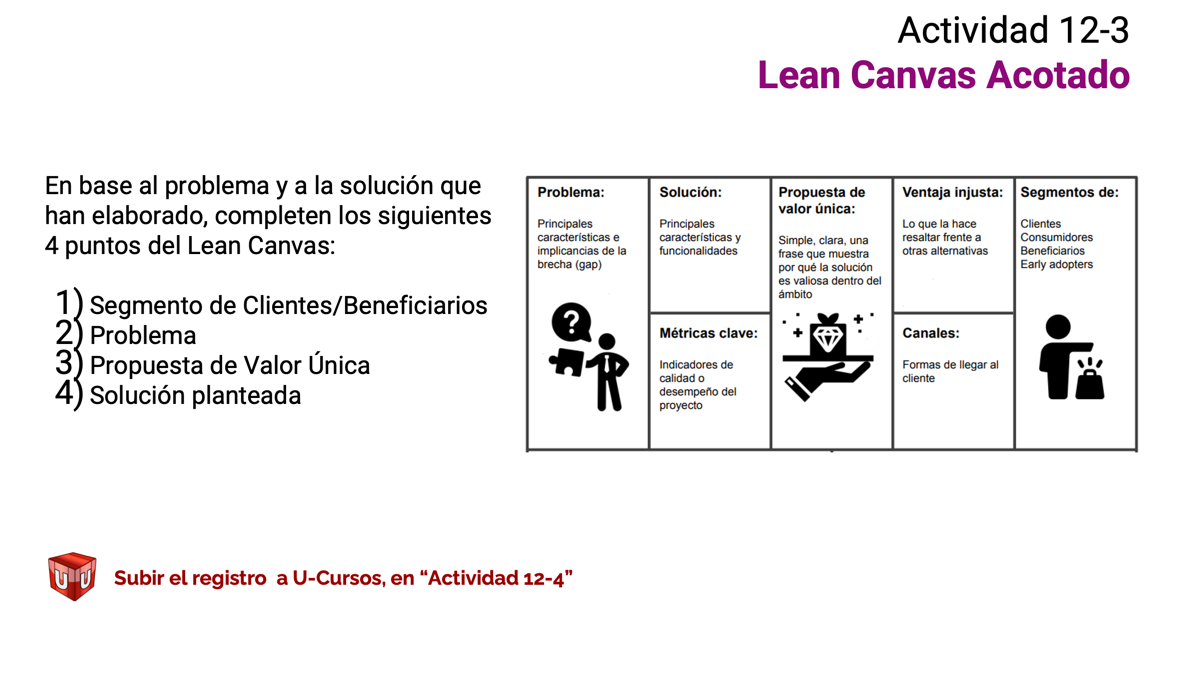 Actividad 12-3
Lean Canvas Acotado
En base al problema y a la solución que
han elaborado, completen los siguientes
4 puntos del Lean Canvas:
1) Segmento de Clientes/Beneficiarios
2) Problema
3) Propuesta de Valor Única
4) Solución planteada
Problema:
Principales
características e
implicancias de la
brecha (gap)
?
Solución:
Principales
características y
funcionalidades
Métricas clave:
Indicadores de
calidad o
desempeño del
proyecto
Propuesta de
valor única:
Simple, clara, una
frase que muestra
por qué la solución
es valiosa dentro del
ámbito
Ventaja injusta:
Lo que la hace
resaltar frente a
otras alternativas
Canales:
Formas de llegar al
cliente
Segmentos de:
Clientes
Consumidores
Beneficiarios
Early adopters
U U
Subir el registro  a U-Cursos, en “Actividad 12-4”